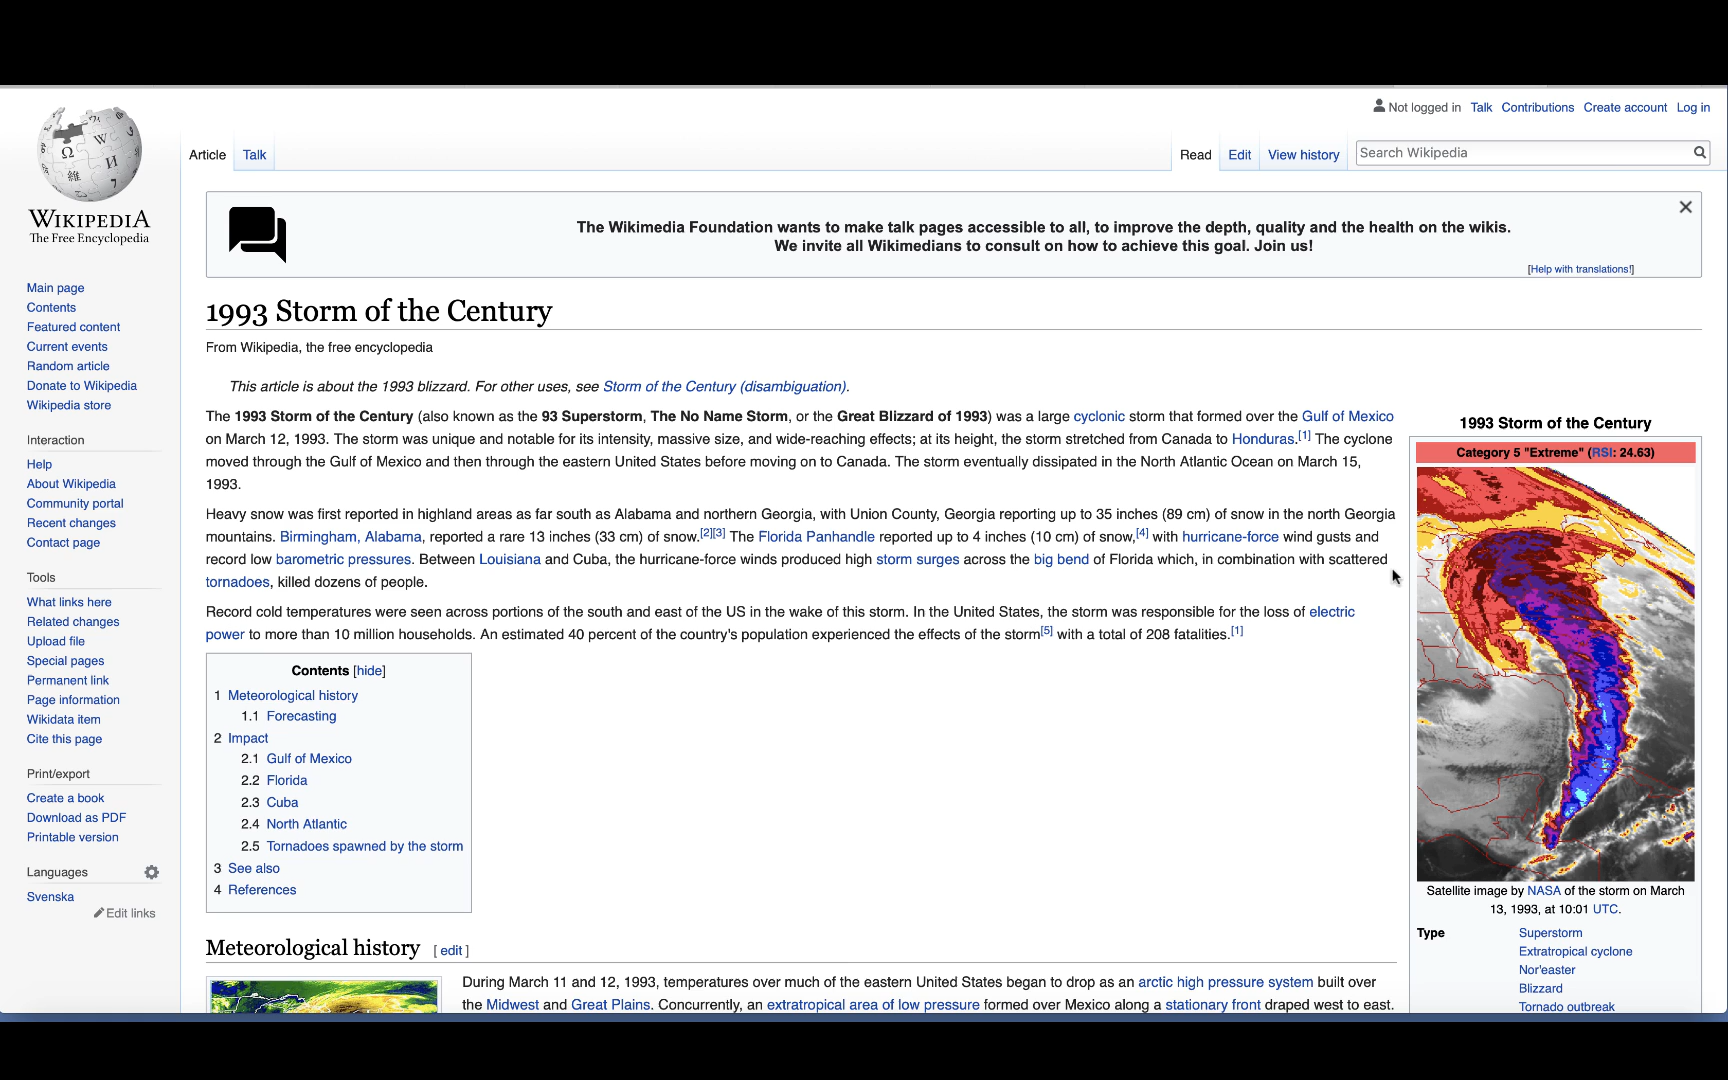 Not logged in Talk Contributions Create account Log in
Article Talk Read Edit View history Search Wikipedia
WIKIPEDIA
The Free Encyclopedia
Main page
Contents
Featured content
Current events
Random article
Donate to Wikipedia
Wikipedia store
Interaction
Help
About Wikipedia
Community portal
Recent changes
Contact page
Tools
What links here
Related changes
Upload file
Special pages
Permanent link
Page information
Wikidata item
Cite this page
Print/export
Create a book
Download as PDF
Printable version
Languages
Svenska
Edit links
The Wikimedia Foundation wants to make talk pages accessible to all, to improve the depth, quality and the health on the wikis.
We invite all Wikimedians to consult on how to achieve this goal. Join us!
[Help with translations!]
1993 Storm of the Century
From Wikipedia, the free encyclopedia
This article is about the 1993 blizzard. For other uses, see Storm of the Century (disambiguation).
The 1993 Storm of the Century (also known as the 93 Superstorm, The No Name Storm, or the Great Blizzard of 1993) was a large cyclonic storm that formed over the Gulf of Mexico
on March 12, 1993. The storm was unique and notable for its intensity, massive size, and wide-reaching effects; at its height, the storm stretched from Canada to Honduras.[1] The cyclone
moved through the Gulf of Mexico and then through the eastern United States before moving on to Canada. The storm eventually dissipated in the North Atlantic Ocean on March 15,
1993.
Heavy snow was first reported in highland areas as far south as Alabama and northern Georgia, with Union County, Georgia reporting up to 35 inches (89 cm) of snow in the north Georgia
mountains. Birmingham, Alabama, reported a rare 13 inches (33 cm) of snow.[2][3] The Florida Panhandle reported up to 4 inches (10 cm) of snow,[4] with hurricane-force wind gusts and
record low barometric pressures. Between Louisiana and Cuba, the hurricane-force winds produced high storm surges across the big bend of Florida which, in combination with scattered
tornadoes, killed dozens of people.
Record cold temperatures were seen across portions of the south and east of the US in the wake of this storm. In the United States, the storm was responsible for the loss of electric
power to more than 10 million households. An estimated 40 percent of the country's population experienced the effects of the storm[5] with a total of 208 fatalities.[1]
Contents [hide]
1 Meteorological history
1.1 Forecasting
2 Impact
2.1 Gulf of Mexico
2.2 Florida
2.3 Cuba
2.4 North Atlantic
2.5 Tornadoes spawned by the storm
3 See also
4 References
Meteorological history [ edit ]
During March 11 and 12, 1993, temperatures over much of the eastern United States began to drop as an arctic high pressure system built over
the Midwest and Great Plains. Concurrently, an extratropical area of low pressure formed over Mexico along a stationary front draped west to east.
1993 Storm of the Century
Category 5 "Extreme" (RSI: 24.63)
Satellite image by NASA of the storm on March
13, 1993, at 10:01 UTC.
Type Superstorm
Extratropical cyclone
Nor'easter
Blizzard
Tornado outbreak